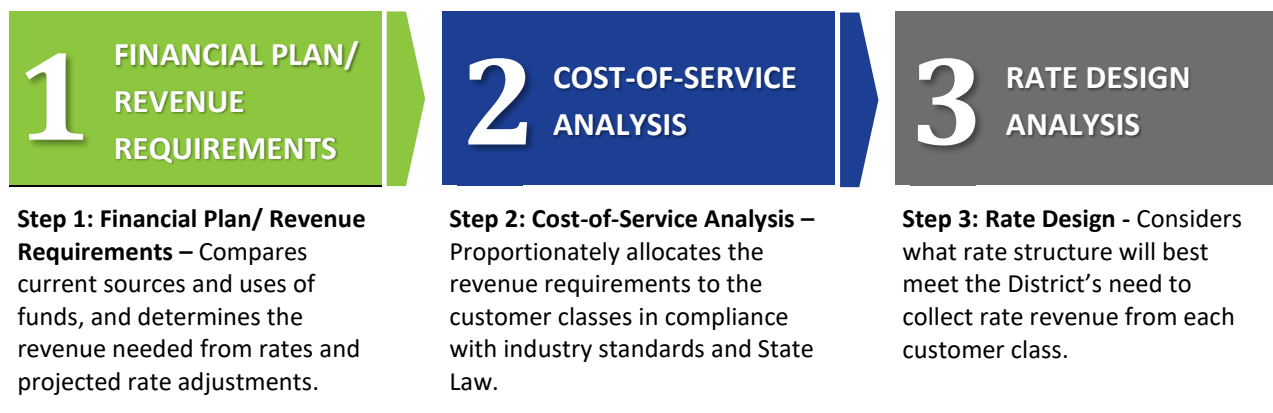 1
FINANCIAL PLAN/
REVENUE
REQUIREMENTS
2
COST-OF-SERVICE
ANALYSIS
3
RATE DESIGN
ANALYSIS
Step 1: Financial Plan/ Revenue
Requirements – Compares
current sources and uses of
funds, and determines the
revenue needed from rates and
projected rate adjustments.
Step 2: Cost-of-Service Analysis –
Proportionately allocates the
revenue requirements to the
customer classes in compliance
with industry standards and State
Law.
Step 3: Rate Design - Considers
what rate structure will best
meet the District’s need to
collect rate revenue from each
customer class.